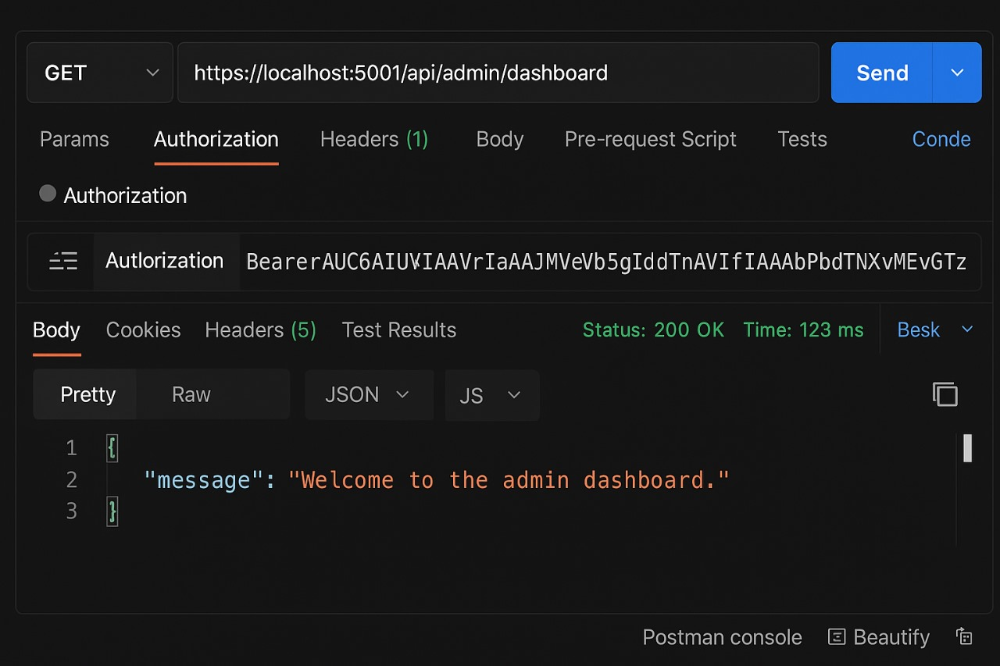 GET https://localhost:5001/api/admin/dashboard Send
Params Authorization Headers (1) Body Pre-request Script Tests Conde
Authorization
Autlorization BearerAUC6AIUVIAAVrIaAAJMVeVb5gIddTnAVIfIAAAbPbdTNXvMEvGTz
Body Cookies Headers (5) Test Results Status: 200 OK Time: 123 ms Besk
Pretty Raw JSON JS
1 {
2 "message": "Welcome to the admin dashboard."
3 }
Postman console Beautify